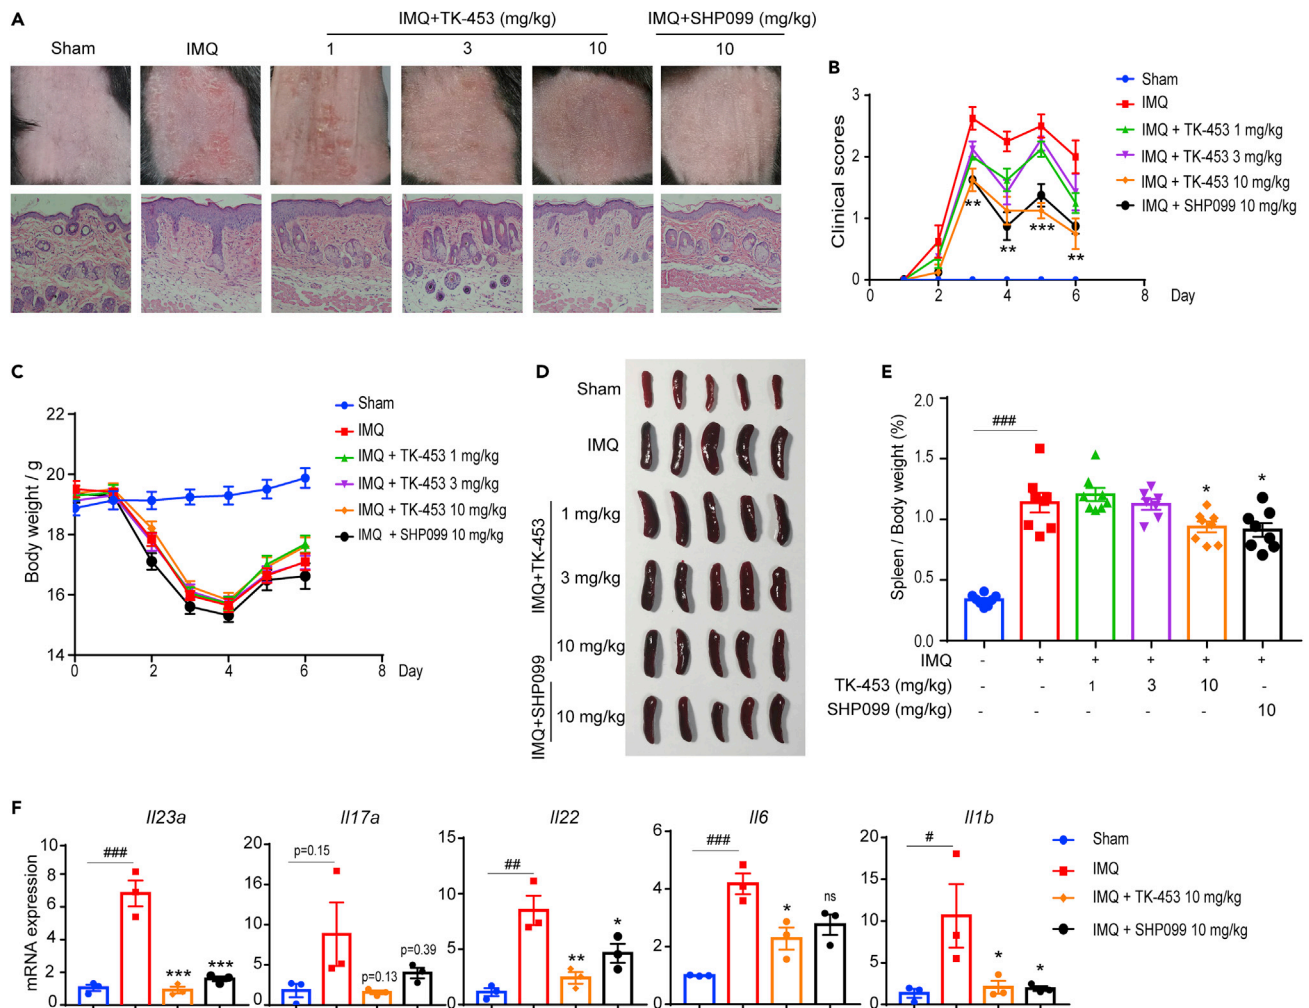 A
IMQ+TK-453 (mg/kg) IMQ+SHP099 (mg/kg)
Sham IMQ 1 3 10 10
B
Clinical scores
3
2
1
0
0 2 4 6 8 Day
** ** *** **
Sham
IMQ
IMQ + TK-453 1 mg/kg
IMQ + TK-453 3 mg/kg
IMQ + TK-453 10 mg/kg
IMQ + SHP099 10 mg/kg
C
Body weight / g
22
20
18
16
14
0 2 4 6 8 Day
Sham
IMQ
IMQ + TK-453 1 mg/kg
IMQ + TK-453 3 mg/kg
IMQ + TK-453 10 mg/kg
IMQ + SHP099 10 mg/kg
D
Sham
IMQ
IMQ+TK-453
1 mg/kg
3 mg/kg
10 mg/kg
IMQ+SHP099
10 mg/kg
E
Spleen / Body weight (%)
2.0
1.5
1.0
0.5
0.0
### * *
IMQ - + + + + +
TK-453 (mg/kg) - - 1 3 10 -
SHP099 (mg/kg) - - - - - 10
F
mRNA expression
Il23a
10
8
6
4
2
0
### *** ***
Il17a
20
16
10
5
0
p=0.15 p=0.13 p=0.39
Il22
15
10
5
0
## ** *
Il6
6
4
2
0
### * ns
Il1b
20
15
10
5
0
# * *
Sham
IMQ
IMQ + TK-453 10 mg/kg
IMQ + SHP099 10 mg/kg